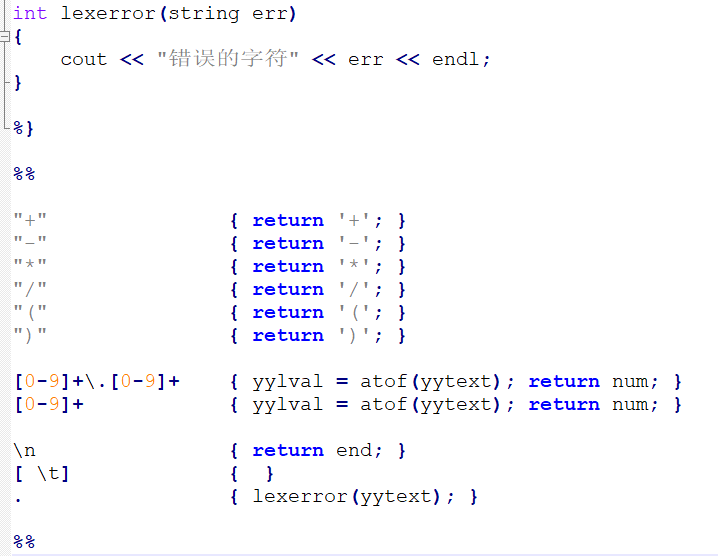 int lexerror(string err)
{
    cout << "错误的字符" << err << endl;
}
%}
%%
"+"                { return '+'; }
"-"                { return '-'; }
"*"                { return '*'; }
"/"                { return '/'; }
"("                { return '('; }
")"                { return ')'; }
[0-9]+\.[0-9]+    { yylval = atof(yytext); return num; }
[0-9]+            { yylval = atof(yytext); return num; }
\n                { return end; }
[ \t]             {  }
.                 { lexerror(yytext); }
%%